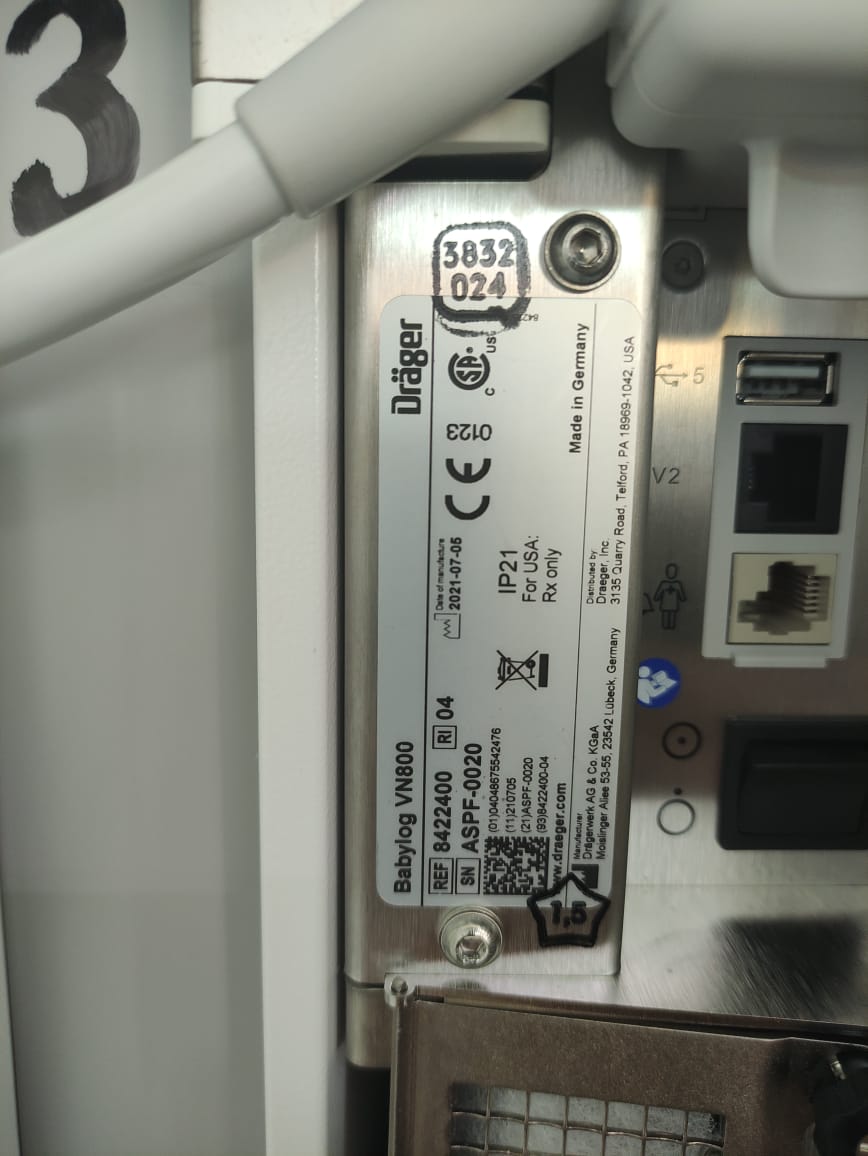 3
3832
024
Dräger
Babylog VN800
REF 8422400 RI 04
SN ASPF-0020
Date of manufacture
2021-07-05
CE 0123
CSA®
C US
(01)04048675542476
(11)210705
(21)ASPF-0020
(93)8422400-04
IP21
For USA:
Rx only
www.draeger.com
Made in Germany
Manufacturer
Drägerwerk AG & Co. KGaA
Moislinger Allee 53-55, 23542 Lübeck, Germany
Distributed by:
Draeger, Inc.
3135 Quarry Road, Telford, PA 18969-1042, USA
1,5
5
V2